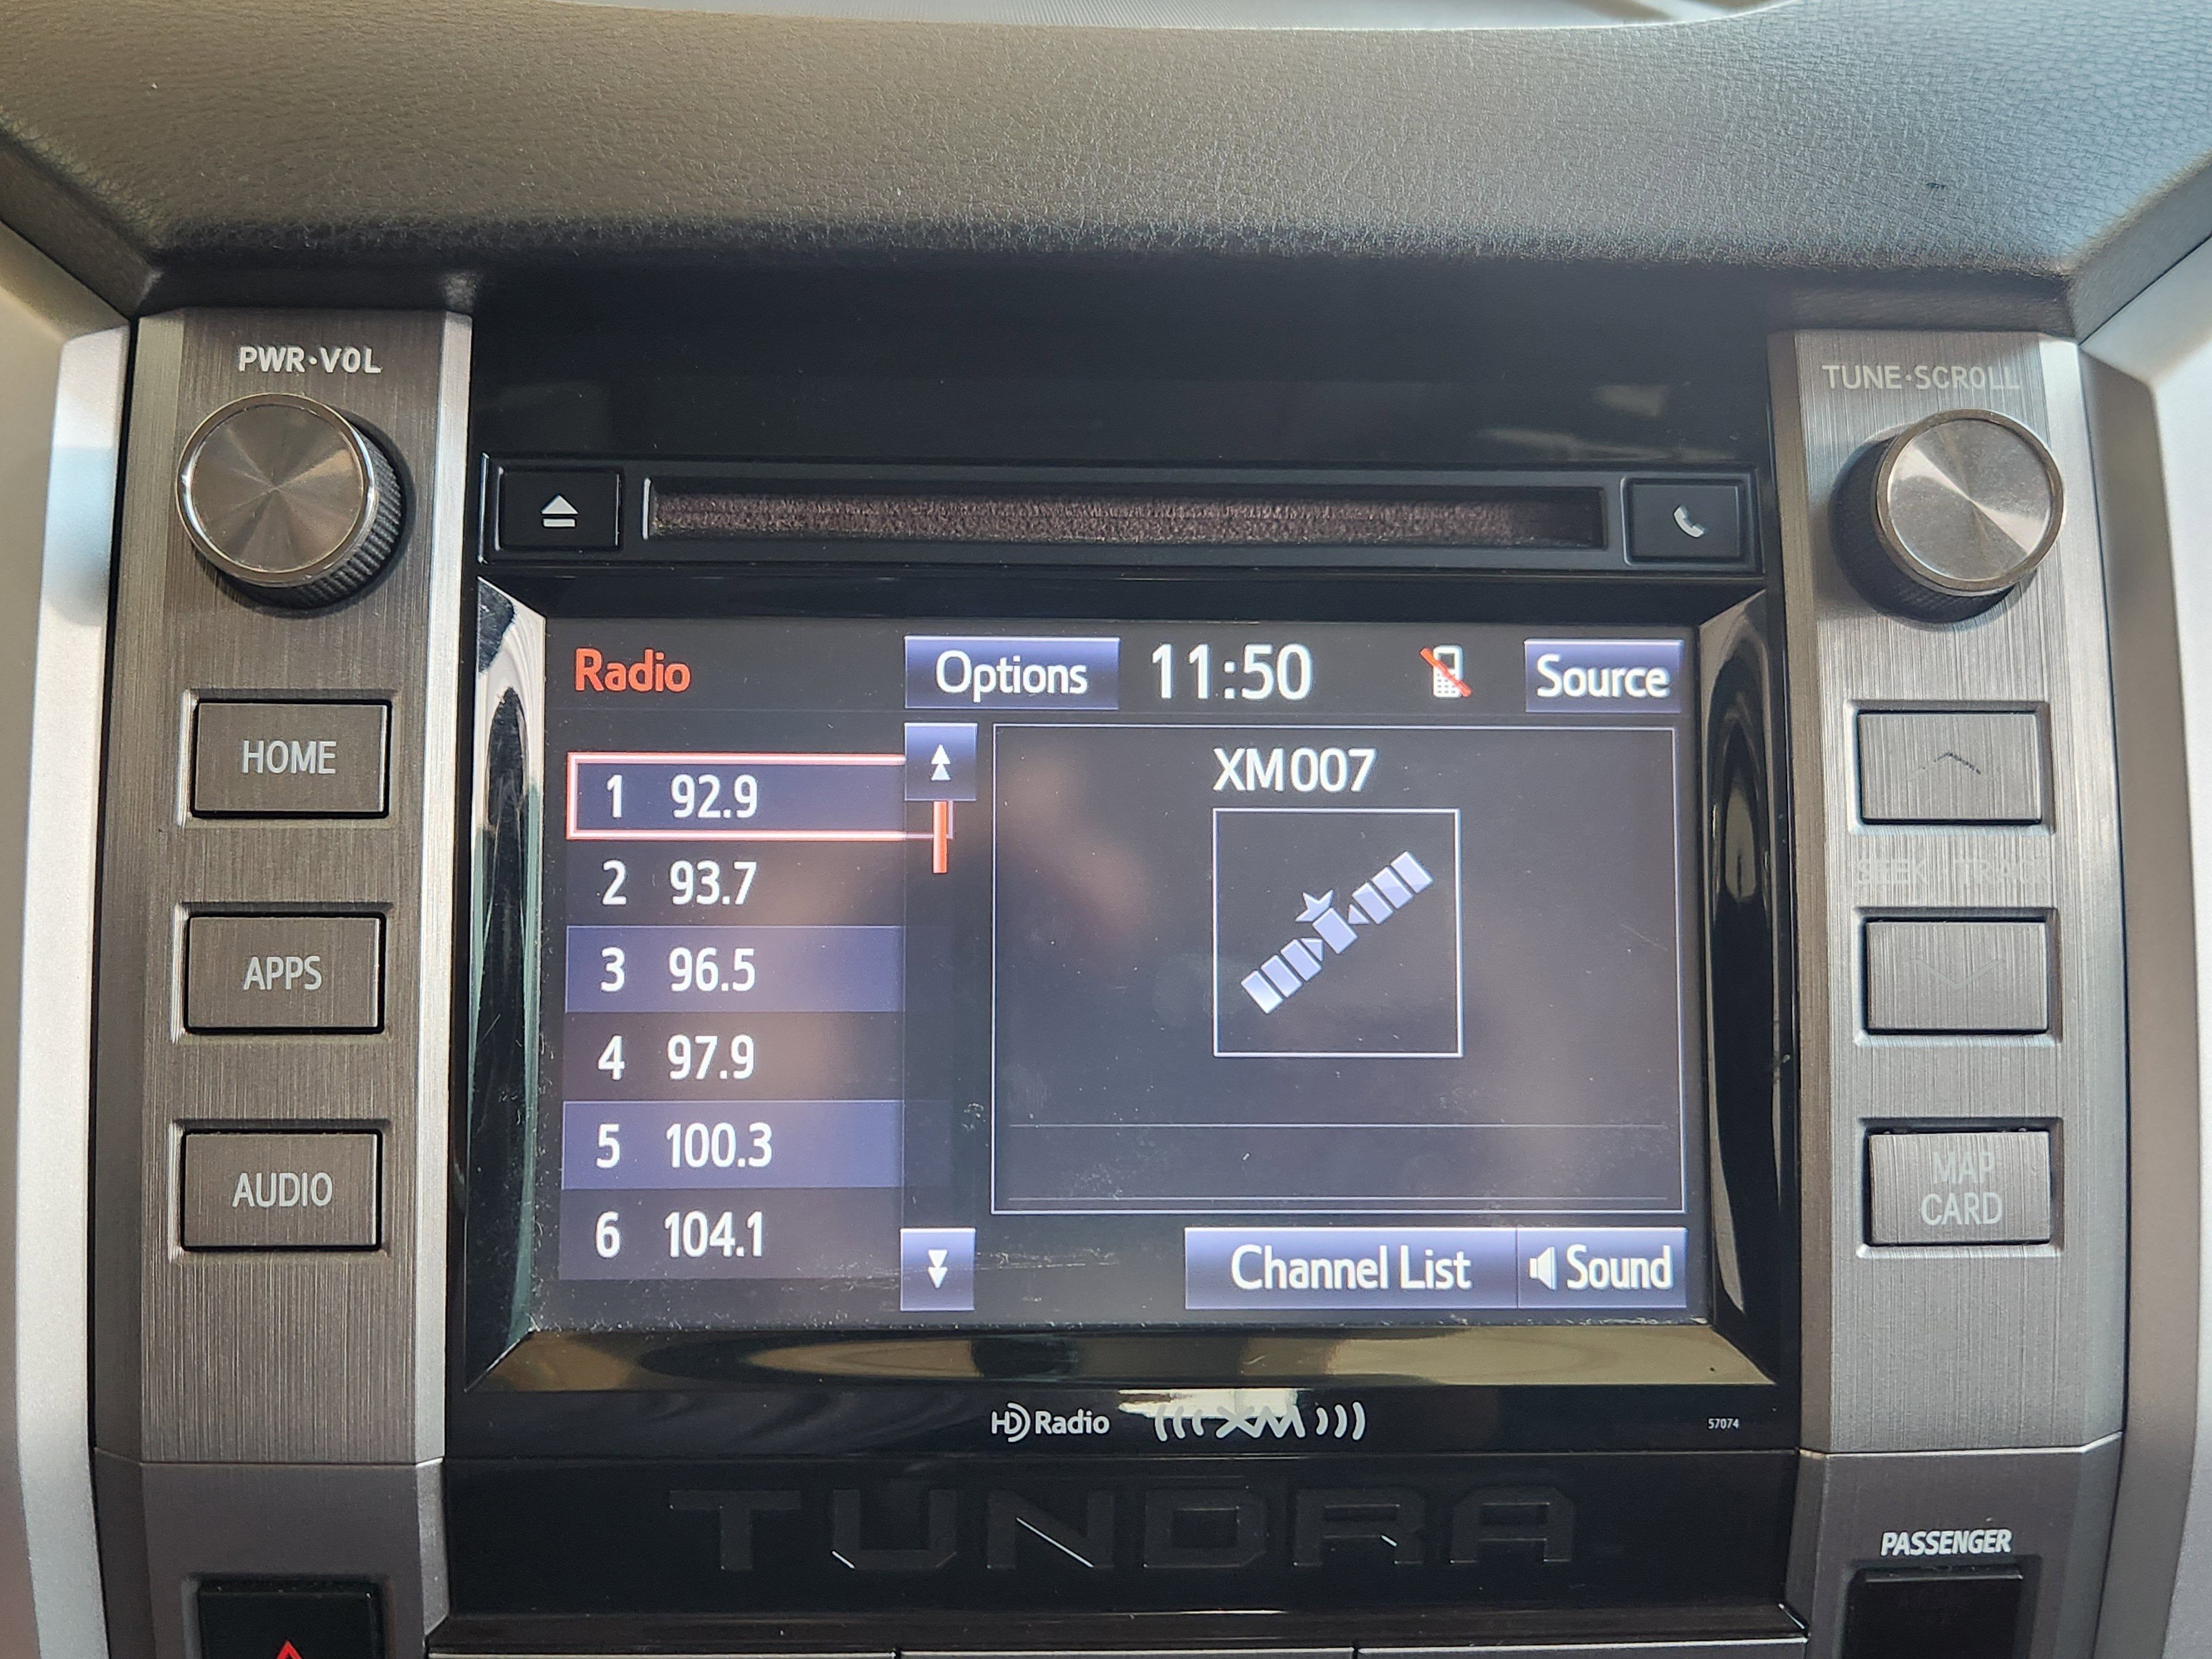 PWR·VOL
TUNE·SCROLL
Radio
Options
11:50
Source
HOME
XM007
1 92.9
2 93.7
SEEK TRACK
3 96.5
APPS
4 97.9
5 100.3
MAP
CARD
AUDIO
6 104.1
Channel List
Sound
HD Radio
XM
57074
TUNDRA
PASSENGER